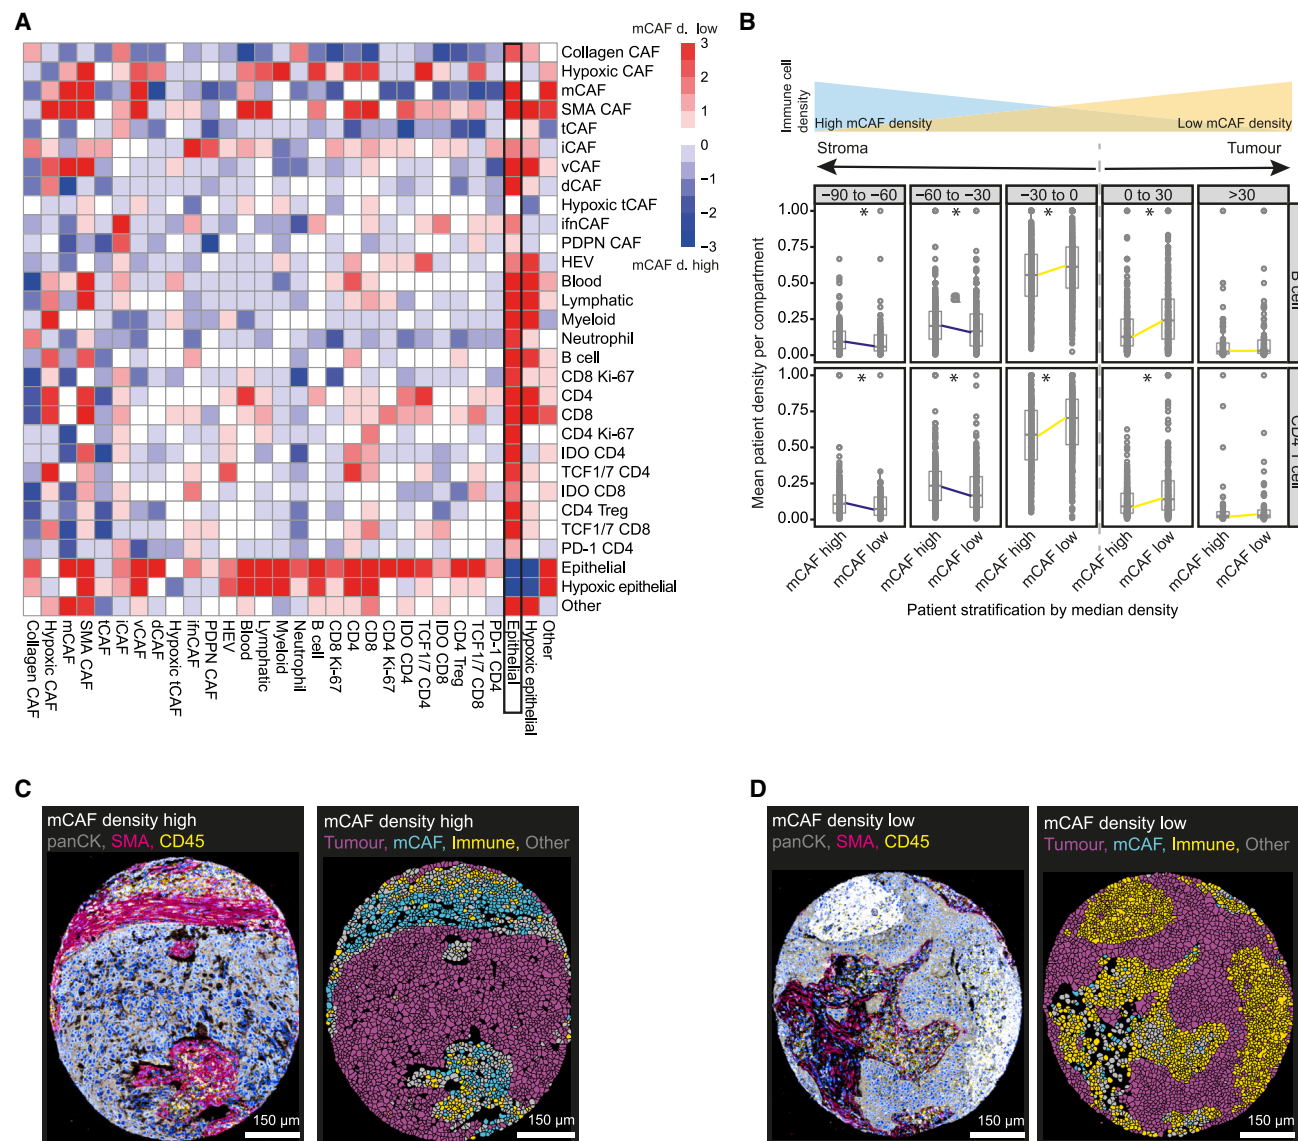 A
mCAF d. low
3
2
1
0
−1
−2
−3
mCAF d. high
Collagen CAF
Hypoxic CAF
mCAF
SMA CAF
tCAF
iCAF
vCAF
dCAF
Hypoxic tCAF
ifnCAF
PDPN CAF
HEV
Blood
Lymphatic
Myeloid
Neutrophil
B cell
CD8 Ki-67
CD4
CD8
CD4 Ki-67
IDO CD4
TCF1/7 CD4
IDO CD8
CD4 Treg
TCF1/7 CD8
PD-1 CD4
Epithelial
Hypoxic epithelial
Other
Collagen CAF
Hypoxic CAF
mCAF
SMA CAF
tCAF
iCAF
vCAF
dCAF
Hypoxic tCAF
ifnCAF
PDPN CAF
HEV
Blood
Lymphatic
Myeloid
Neutrophil
B cell
CD8 Ki-67
CD4
CD8
CD4 Ki-67
IDO CD4
TCF1/7 CD4
IDO CD8
CD4 Treg
TCF1/7 CD8
PD-1 CD4
Epithelial
Hypoxic epithelial
Other
B
Immune cell
density
High mCAF density
Low mCAF density
Stroma
Tumour
−90 to −60
−60 to −30
−30 to 0
0 to 30
>30
Mean patient density per compartment
1.00
0.75
0.50
0.25
0.00
* * * *
B cell
1.00
0.75
0.50
0.25
0.00
* * * *
CD4 T cell
mCAF high
mCAF low
mCAF high
mCAF low
mCAF high
mCAF low
mCAF high
mCAF low
mCAF high
mCAF low
Patient stratification by median density
C
mCAF density high
panCK, SMA, CD45
150 µm
mCAF density high
Tumour, mCAF, Immune, Other
150 µm
D
mCAF density low
panCK, SMA, CD45
150 µm
mCAF density low
Tumour, mCAF, Immune, Other
150 µm